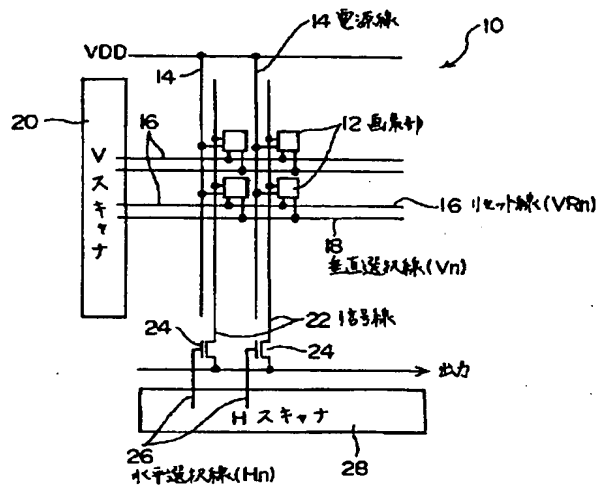 14 電源線
10
VDD
14
20
16
12 画素部
Vスキャナ
16 リセット線(VRn)
18
垂直選択線(Vn)
24
22 信号線
24
出力
Hスキャナ
26
水平選択線(Hn)
28